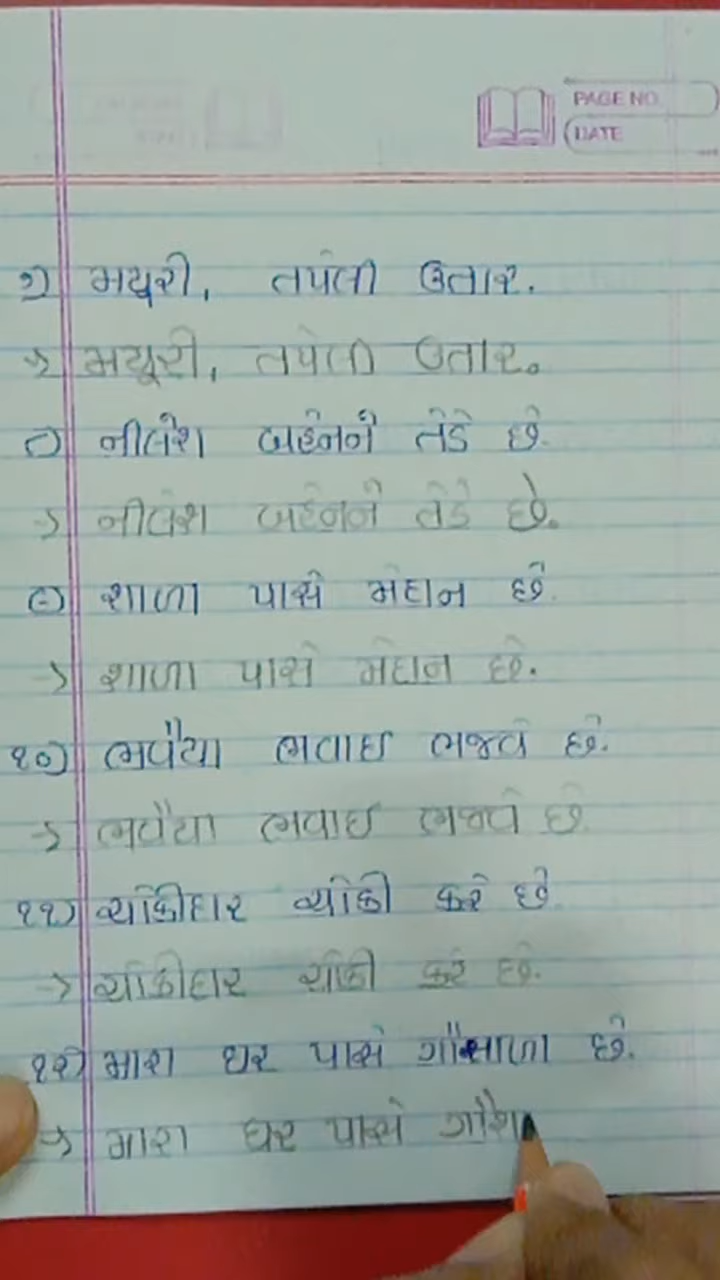 PAGE NO.
DATE
૭) મયૂરી, તપેલી ઉતાર.
→ મયૂરી, તપેલી ઉતાર.
૮) નીલેશ બહેનને તેડે છે.
→ નીલેશ બહેનને તેડે છે.
૯) શાળા પાસે મેદાન છે.
→ શાળા પાસે મેદાન છે.
૧૦) ભવૈયા ભવાઈ ભજવે છે.
→ ભવૈયા ભવાઈ ભજવે છે.
૧૧) ચોકીદાર ચોકી કરે છે.
→ ચોકીદાર ચોકી કરે છે.
૧૨) મારા ઘર પાસે ગૌશાળા છે.
→ મારા ઘર પાસે ગૌશ